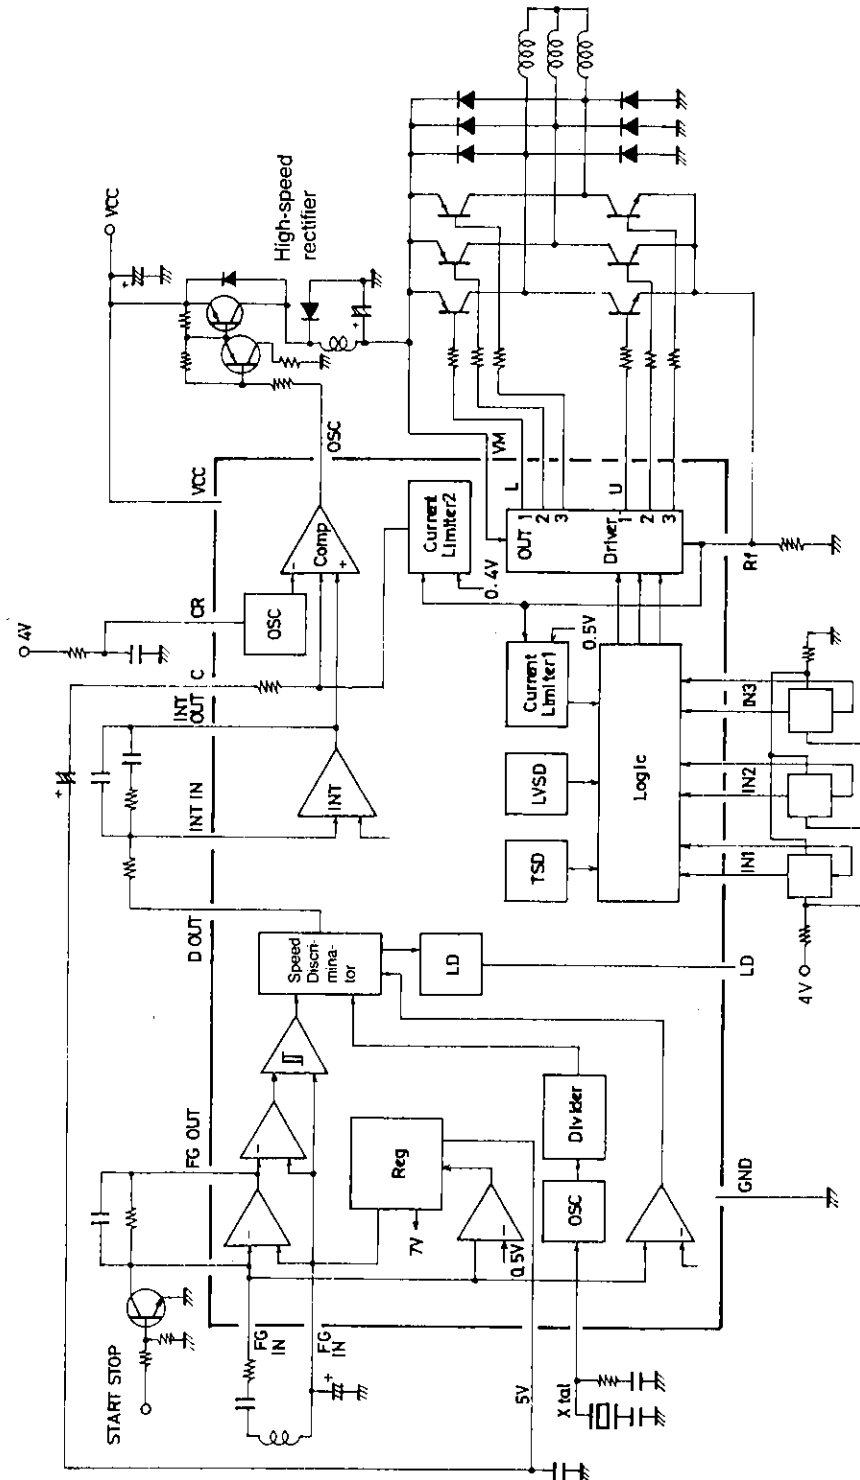 START STOP
FG OUT
D OUT
INT IN
INT
OUT
C
CR
4V
VCC
VCC
OSC
High-speed
rectifier
FG
IN
FG
IN
5V
X tal
Reg
7V
0.5V
OSC
Divider
Speed
Discri-
mina-
tor
LD
LD
GND
INT
OSC
Comp
-
+
Current
Limiter2
0.4V
Current
Limiter1
0.5V
LVSD
TSD
Logic
OUT
Driver
1
2
3
1
2
3
L
U
VM
Rf
IN1
IN2
IN3
4V